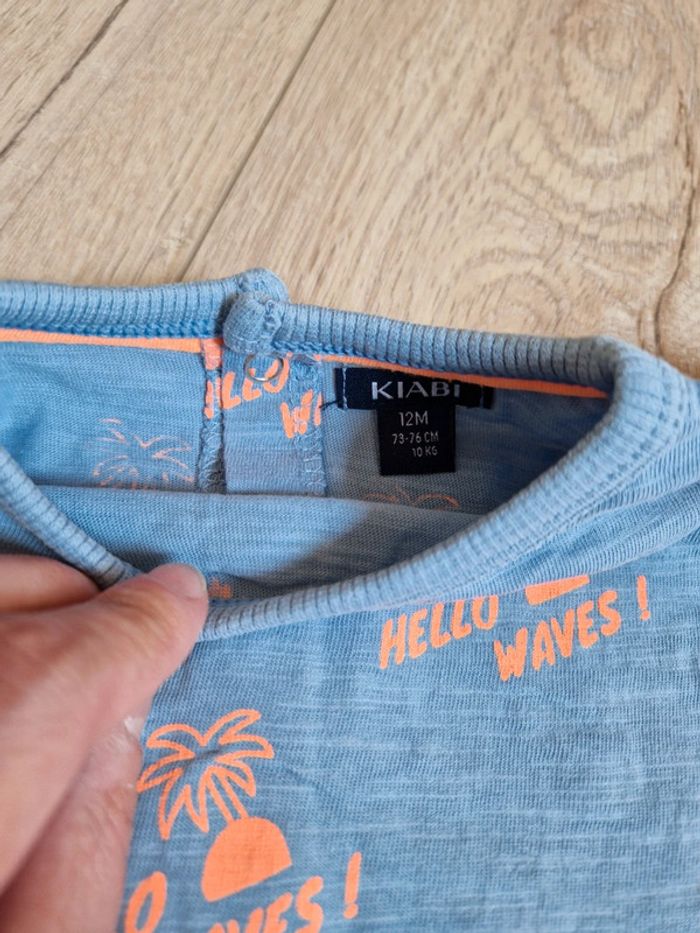 KIABI
12M
73-76 CM
10 KG
HELLO
WAVES !